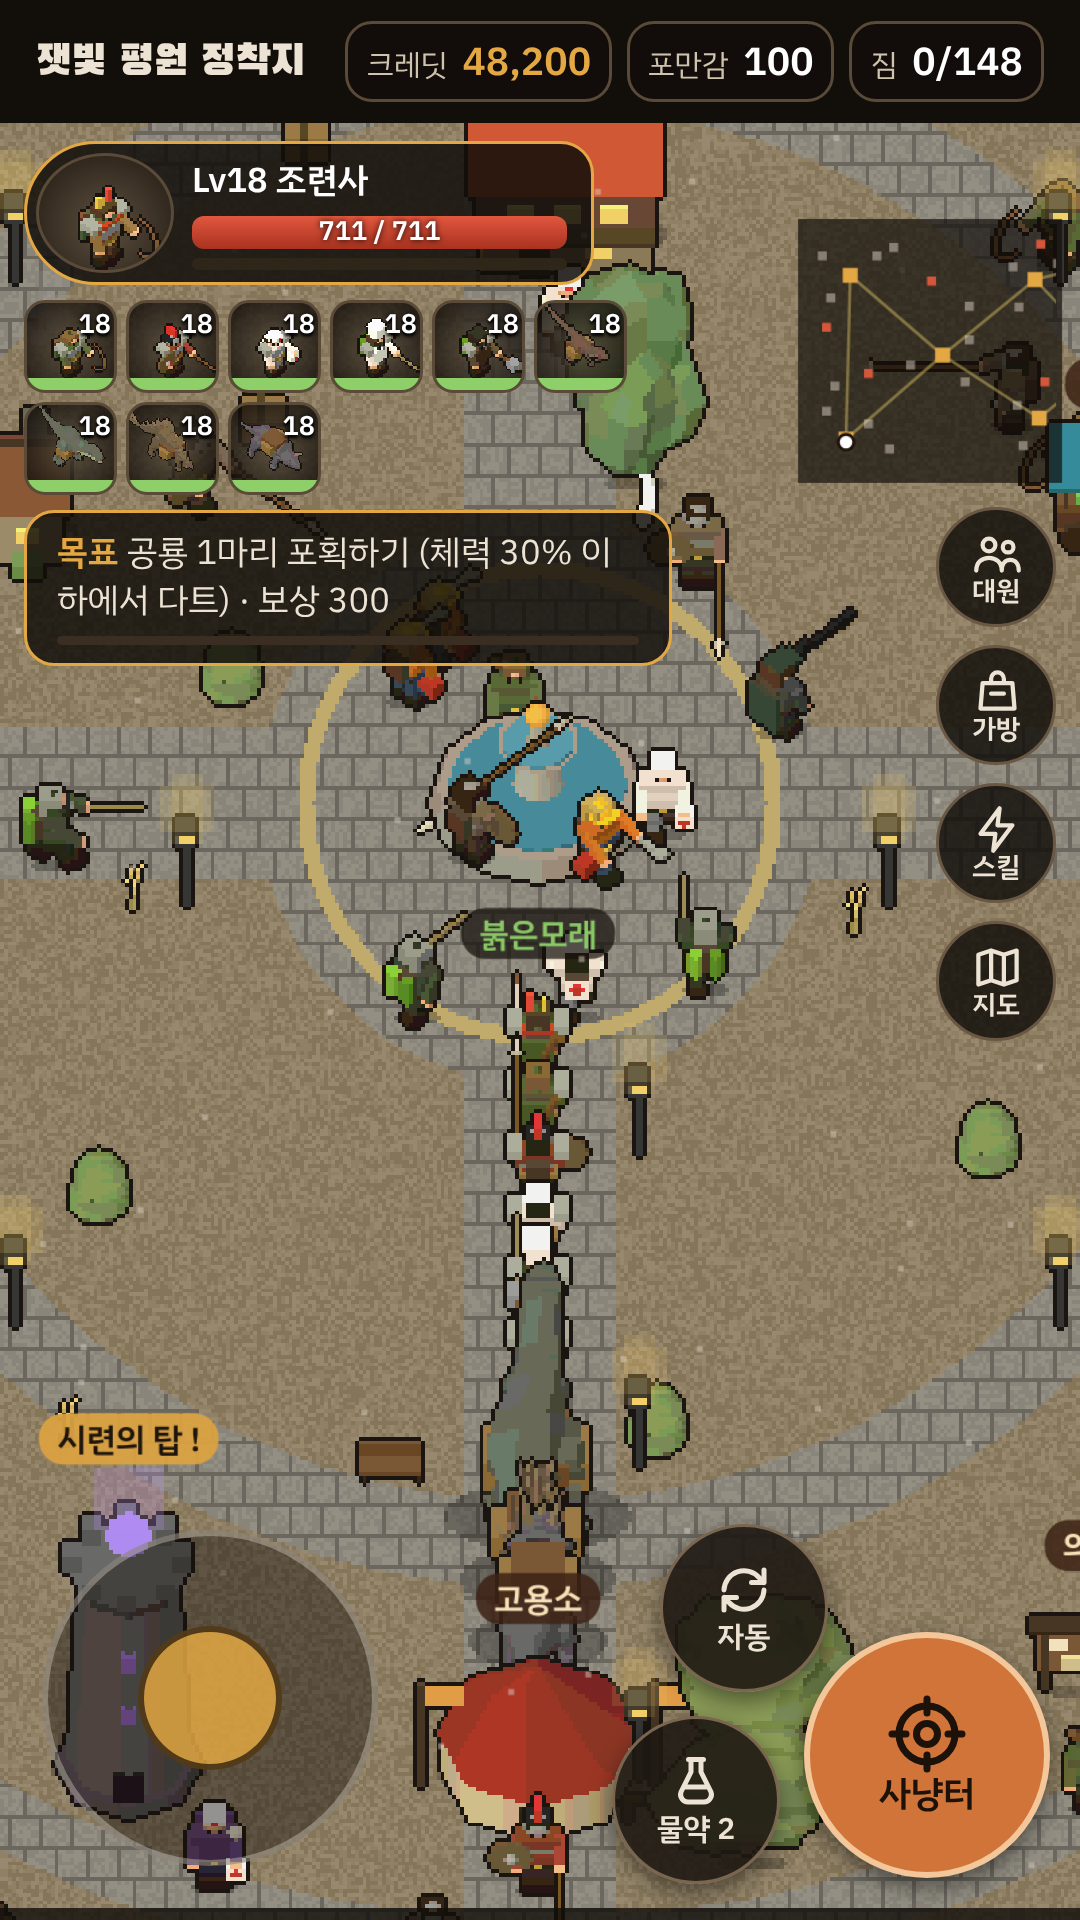 잿빛 평원 정착지
크레딧 48,200
포만감 100
짐 0/148
Lv18 조련사
711 / 711
18 18 18 18 18 18
18 18 18
목표 공룡 1마리 포획하기 (체력 30% 이
하에서 다트) · 보상 300
대원
가방
스킬
지도
붉은모래
시련의 탑 !
고용소
자동
사냥터
물약 2